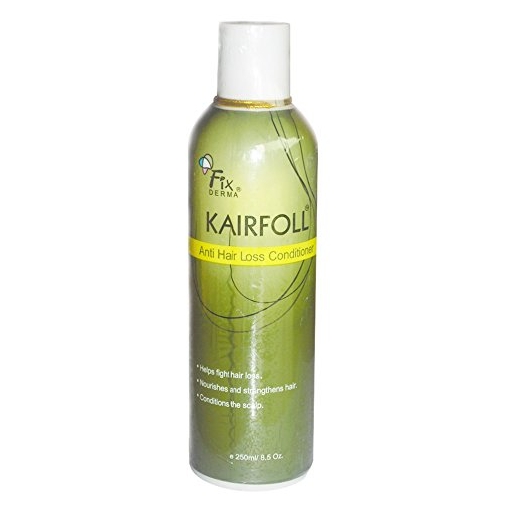 Fix
DERMA®
KAIRFOLL™
Anti Hair Loss Conditioner
• Helps fight hair loss.
• Nourishes and strengthens hair.
• Conditions the scalp.
e 250ml/ 8.5 Oz.